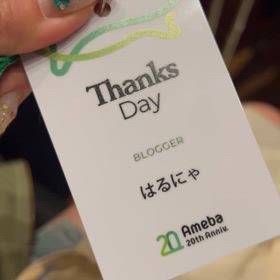 Thanks
Day
BLOGGER
はるにゃ
20 Ameba
20th Anniv.